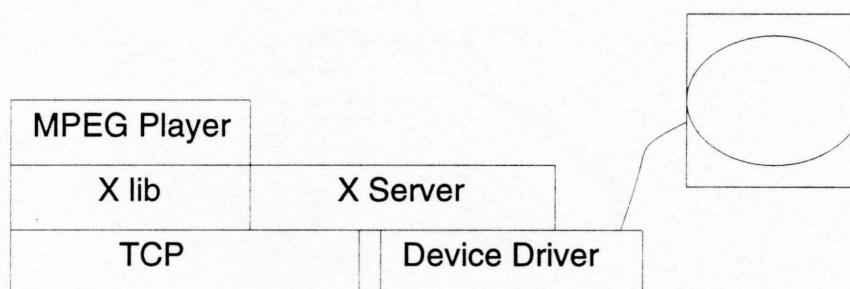 MPEG Player
X lib
X Server
TCP
Device Driver